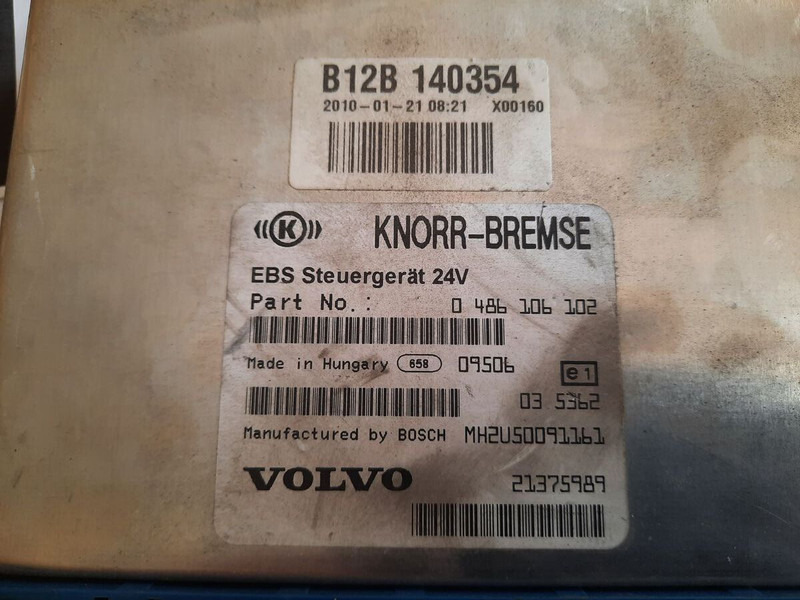 B12B 140354
2010-01-21 08:21 X00160
K KNORR-BREMSE
EBS Steuergerät 24V
Part No.: 0 486 106 102
Made in Hungary 658 09506 e1
03 5362
Manufactured by BOSCH MH2U50091161
VOLVO 21375989